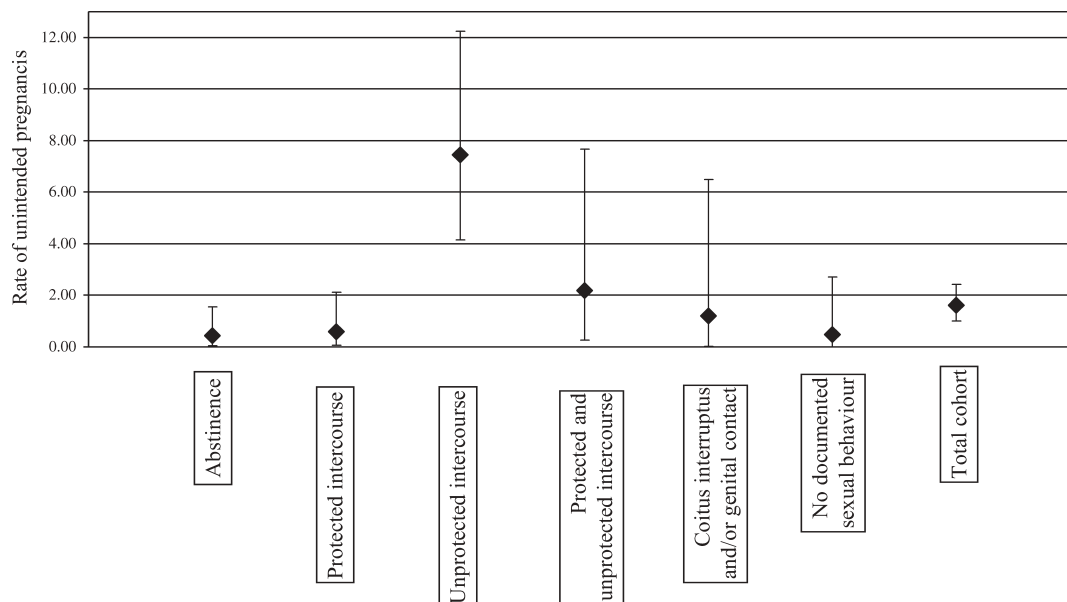 Rate of unintended pregnancis
12.00
10.00
8.00
6.00
4.00
2.00
0.00
Abstinence
Protected intercourse
Unprotected intercourse
Protected and
unprotected intercourse
Coitus interruptus
and/or genital contact
No documented
sexual behaviour
Total cohort